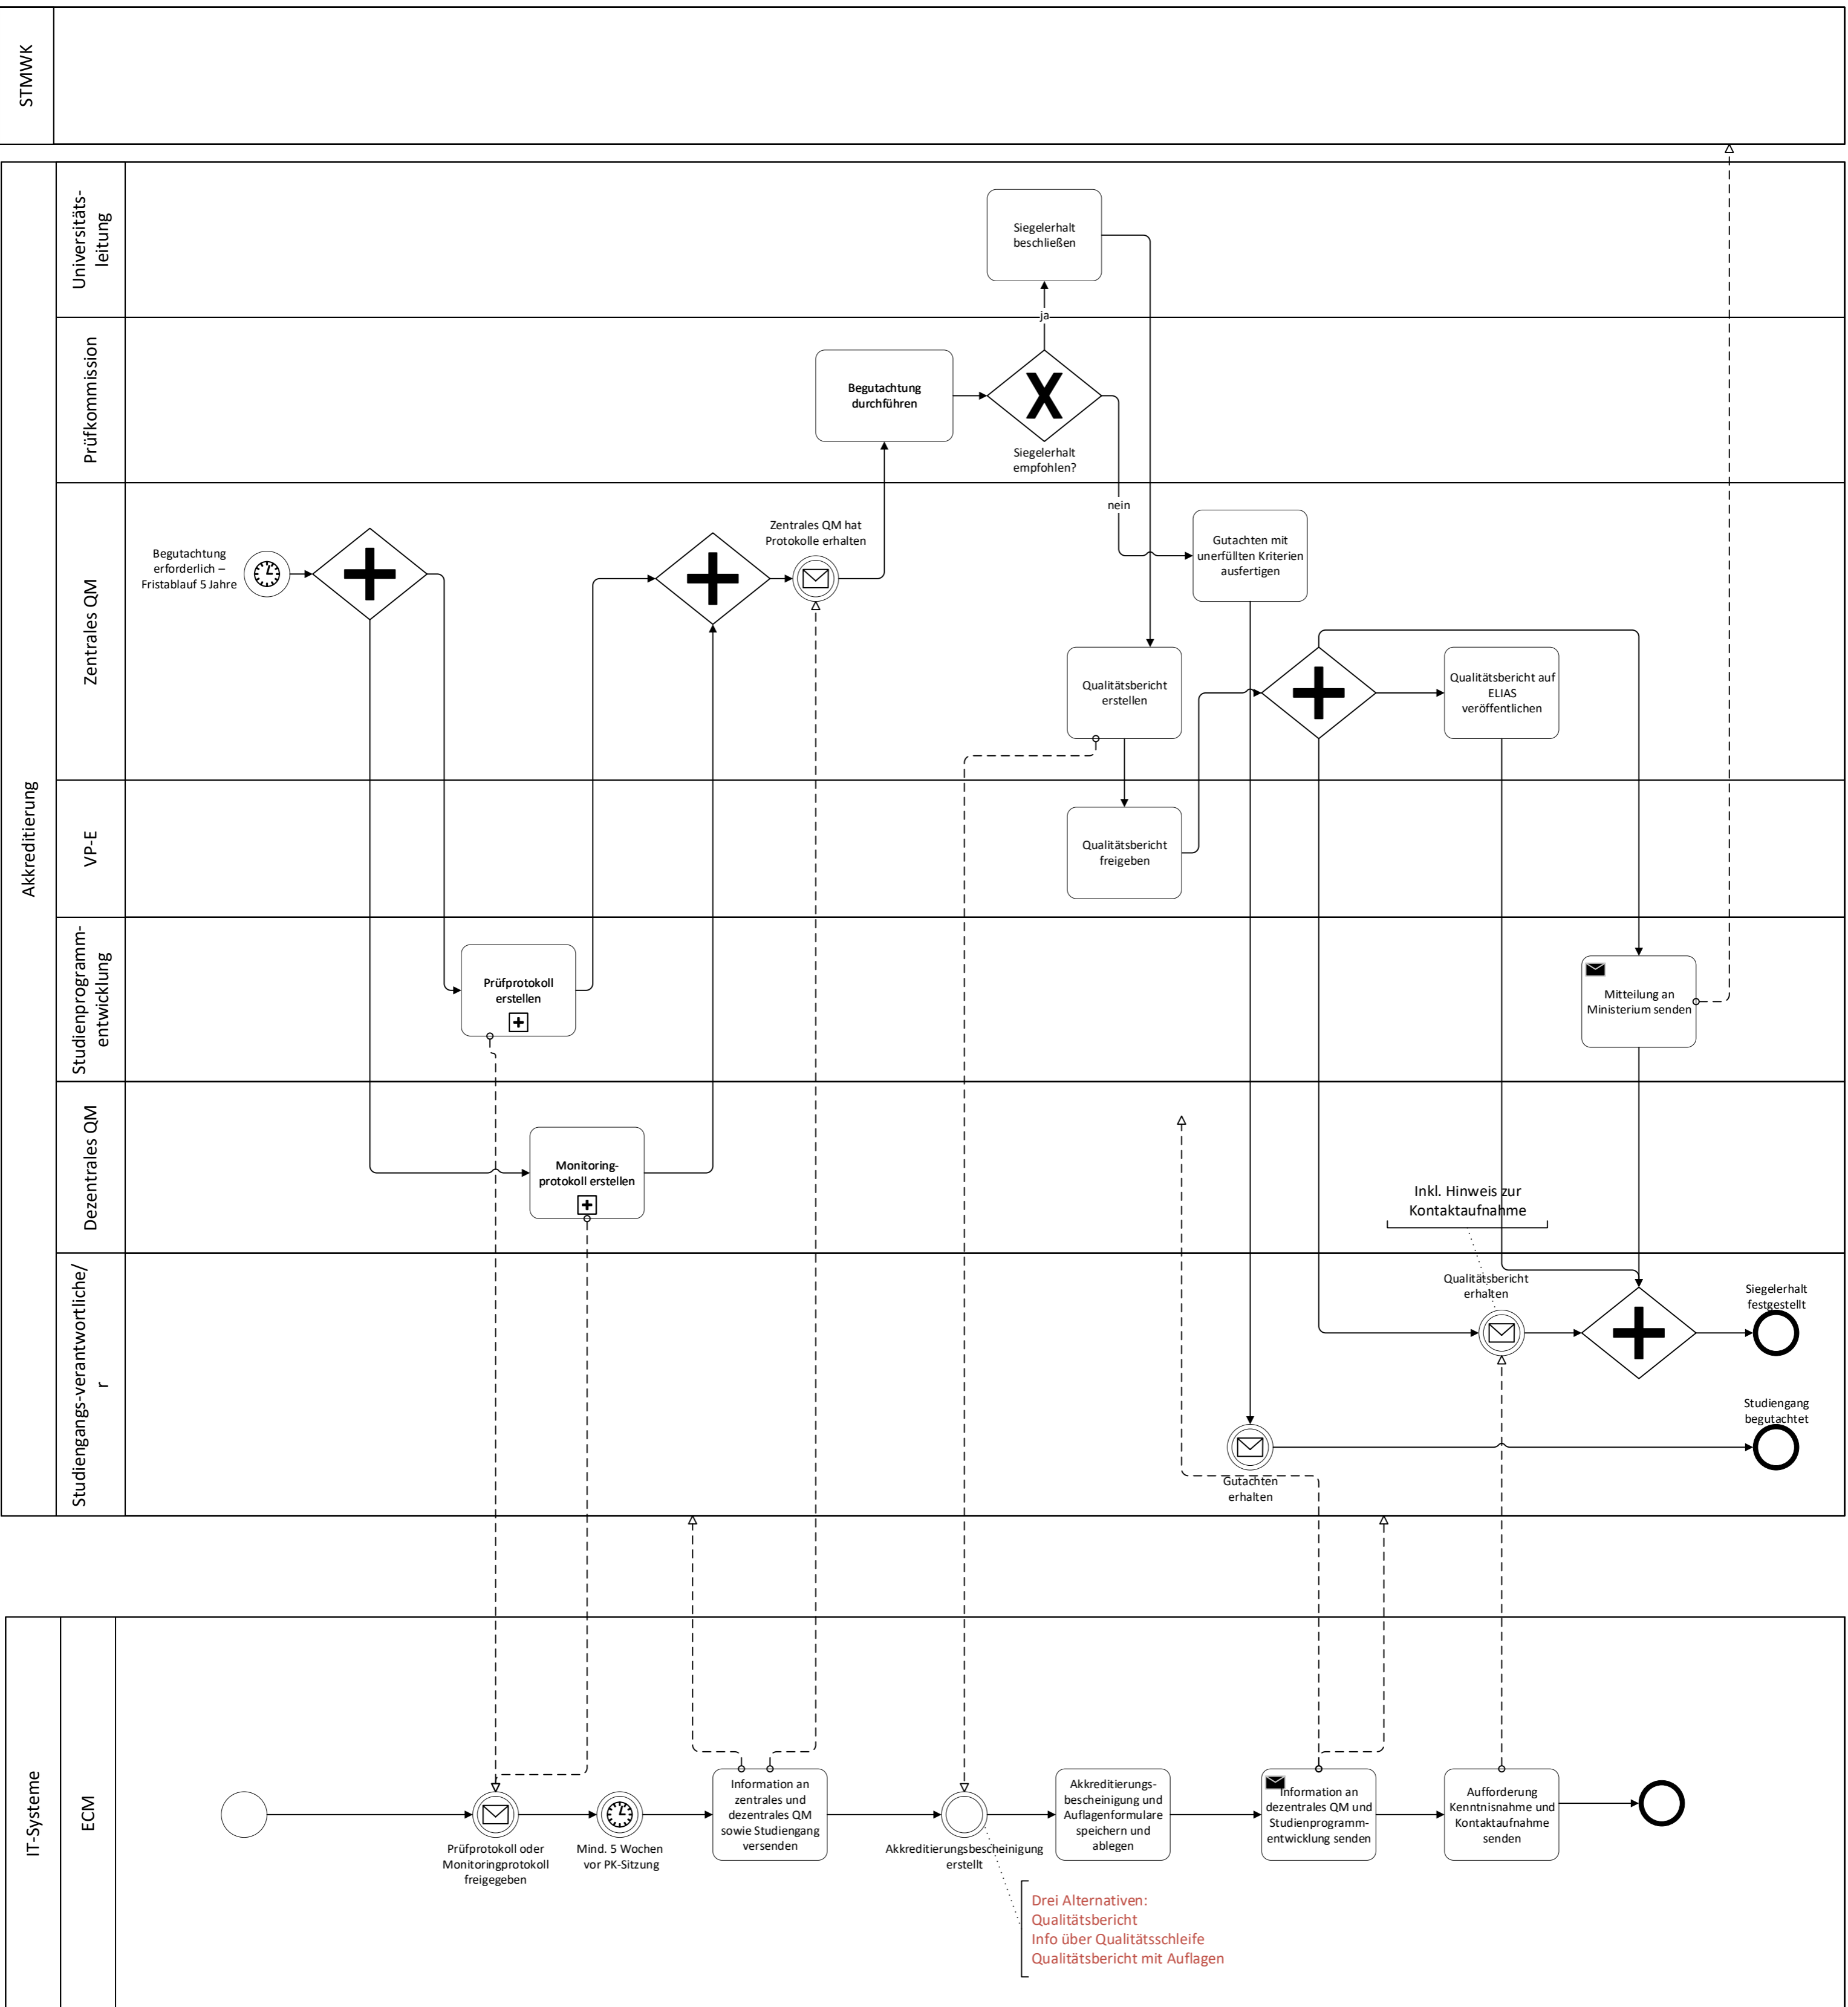 STMWK
Akkreditierung
Universitäts-
leitung
Siegelerhalt
beschließen
ja
Prüfkommission
Begutachtung
durchführen
X
Siegelerhalt
empfohlen?
nein
Zentrales QM
Begutachtung
erforderlich –
Fristablauf 5 Jahre
Zentrales QM hat
Protokolle erhalten
Gutachten mit
unerfüllten Kriterien
ausfertigen
Qualitätsbericht
erstellen
Qualitätsbericht auf
ELIAS
veröffentlichen
VP-E
Qualitätsbericht
freigeben
Studienprogramm-
entwicklung
Prüfprotokoll
erstellen
Mitteilung an
Ministerium senden
Dezentrales QM
Monitoring-
protokoll erstellen
Inkl. Hinweis zur
Kontaktaufnahme
Studiengangs-verantwortliche/
r
Qualitätsbericht
erhalten
Siegelerhalt
festgestellt
Studiengang
begutachtet
Gutachten
erhalten
IT-Systeme
ECM
Prüfprotokoll oder
Monitoringprotokoll
freigegeben
Mind. 5 Wochen
vor PK-Sitzung
Information an
zentrales und
dezentrales QM
sowie Studiengang
versenden
Akkreditierungsbescheinigung
erstellt
Akkreditierungs-
bescheinigung und
Auflagenformulare
speichern und
ablegen
Information an
dezentrales QM und
Studienprogramm-
entwicklung senden
Aufforderung
Kenntnisnahme und
Kontaktaufnahme
senden
Drei Alternativen:
Qualitätsbericht
Info über Qualitätsschleife
Qualitätsbericht mit Auflagen